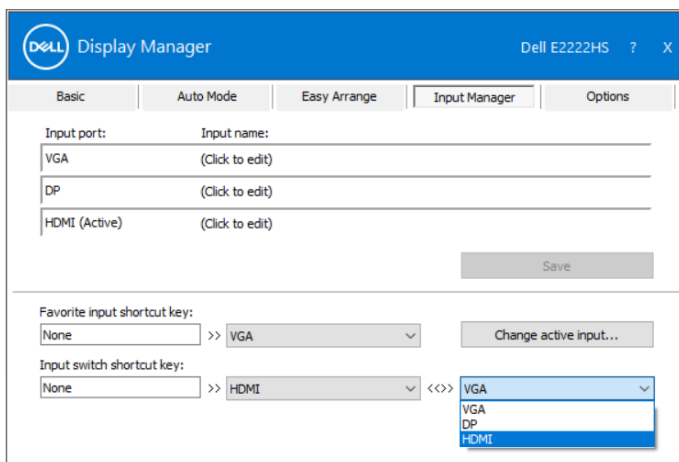 DELL Display Manager Dell E2222HS ? X
Basic Auto Mode Easy Arrange Input Manager Options
Input port: Input name:
VGA (Click to edit)
DP (Click to edit)
HDMI (Active) (Click to edit)
Save
Favorite input shortcut key:
None >> VGA Change active input...
Input switch shortcut key:
None >> HDMI <<>> VGA
VGA
DP
HDMI